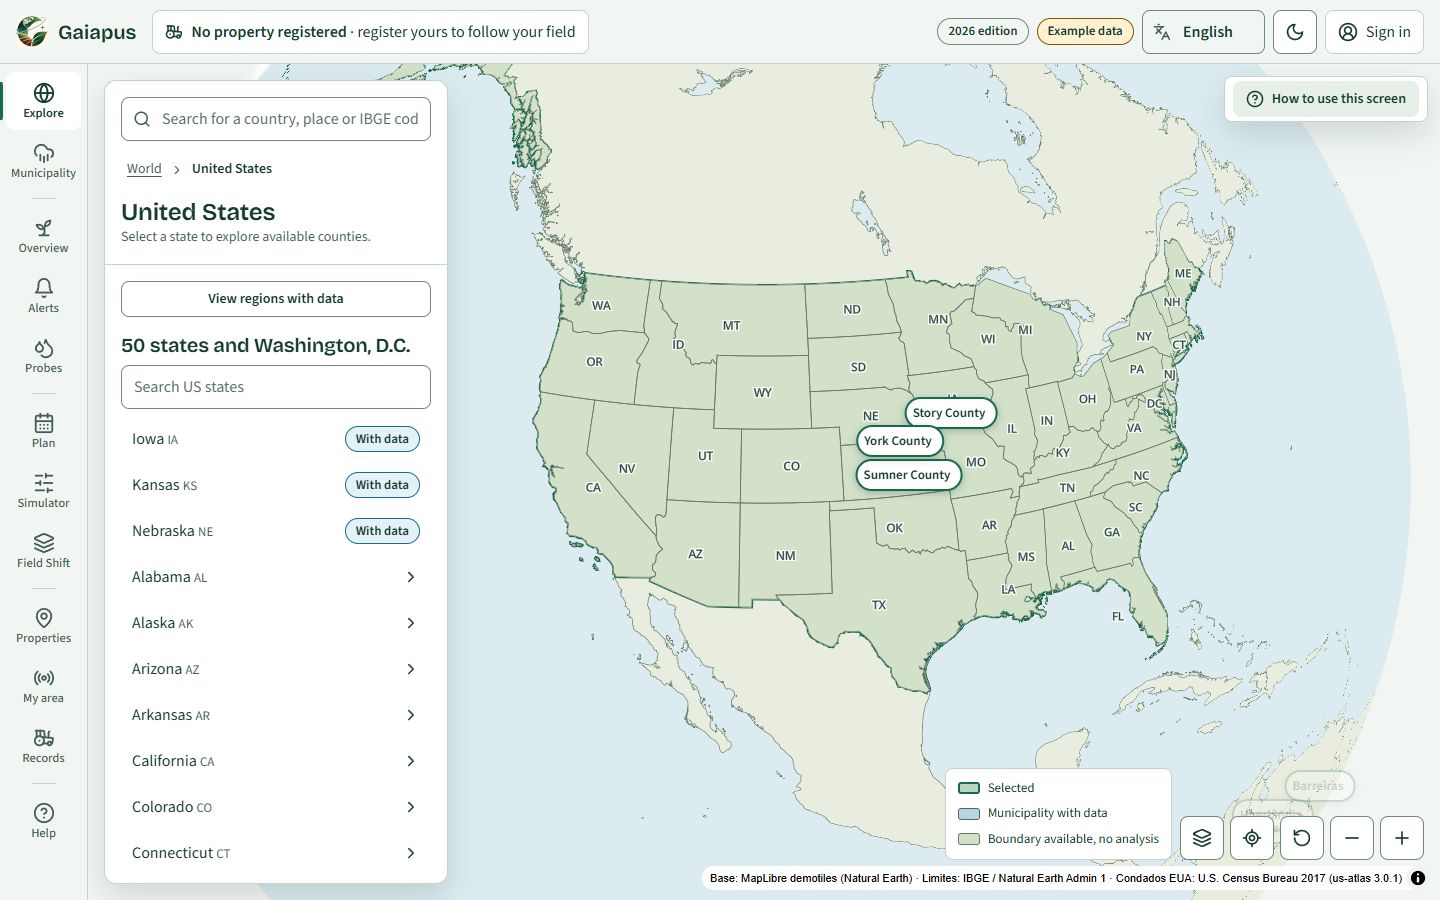 Gaiapus
No property registered · register yours to follow your field
2026 edition
Example data
English
Sign in
Explore
Municipality
Overview
Alerts
Probes
Plan
Simulator
Field Shift
Properties
My area
Records
Help
Search for a country, place or IBGE cod
World > United States
United States
Select a state to explore available counties.
View regions with data
50 states and Washington, D.C.
Search US states
Iowa IA With data
Kansas KS With data
Nebraska NE With data
Alabama AL
Alaska AK
Arizona AZ
Arkansas AR
California CA
Colorado CO
Connecticut CT
How to use this screen
ME
WA
NH
ND
MN
MT
MI
NY
WI
ID
CT
OR
SD
PA
NJ
WY
OH
DC
Story County
NE
IN
VA
IL
York County
KY
UT
MO
CO
NV
Sumner County
NC
CA
TN
SC
AR
OK
GA
AL
AZ
NM
MS
LA
TX
FL
Selected
Municipality with data
Boundary available, no analysis
Barreiras
Base: MapLibre demotiles (Natural Earth) · Limites: IBGE / Natural Earth Admin 1 · Condados EUA: U.S. Census Bureau 2017 (us-atlas 3.0.1)